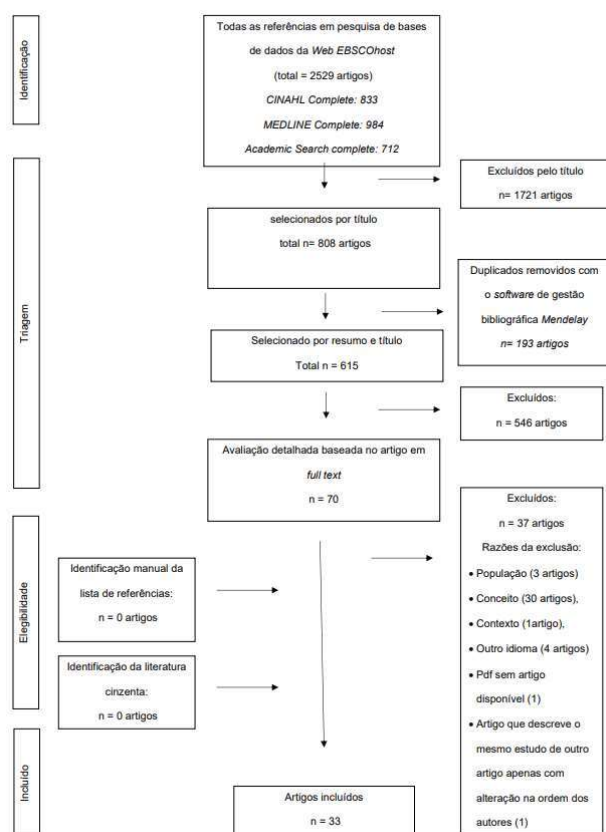 Identificação
Todas as referências em pesquisa de bases
de dados da Web EBSCOhost
(total = 2529 artigos)
CINAHL Complete: 833
MEDLINE Complete: 984
Academic Search complete: 712
Triagem
Excluídos pelo título
n= 1721 artigos
selecionados por título
total n= 808 artigos
Duplicados removidos com
o software de gestão
bibliográfica Mendelay
n= 193 artigos
Selecionado por resumo e título
Total n = 615
Excluídos:
n = 546 artigos
Avaliação detalhada baseada no artigo em
full text
n = 70
Elegibilidade
Identificação manual da
lista de referências:
n = 0 artigos
Identificação da literatura
cinzenta:
n = 0 artigos
Excluídos:
n = 37 artigos
Razões da exclusão:
• População (3 artigos)
• Conceito (30 artigos),
• Contexto (1artigo),
• Outro idioma (4 artigos)
• Pdf sem artigo
disponível (1)
• Artigo que descreve o
mesmo estudo de outro
artigo apenas com
alteração na ordem dos
autores (1)
Incluído
Artigos incluídos
n = 33